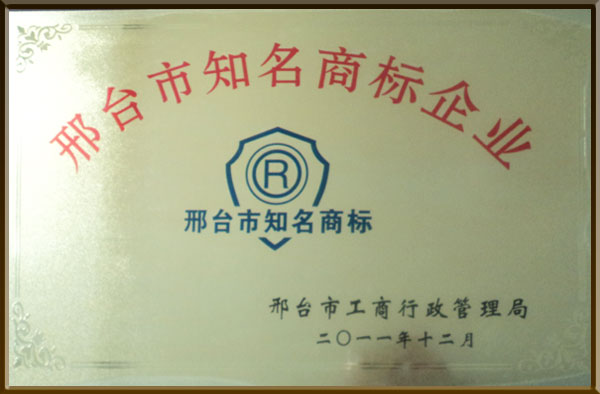 邢台市知名商标企业
R
邢台市知名商标
邢台市工商行政管理局
二〇一一年十二月